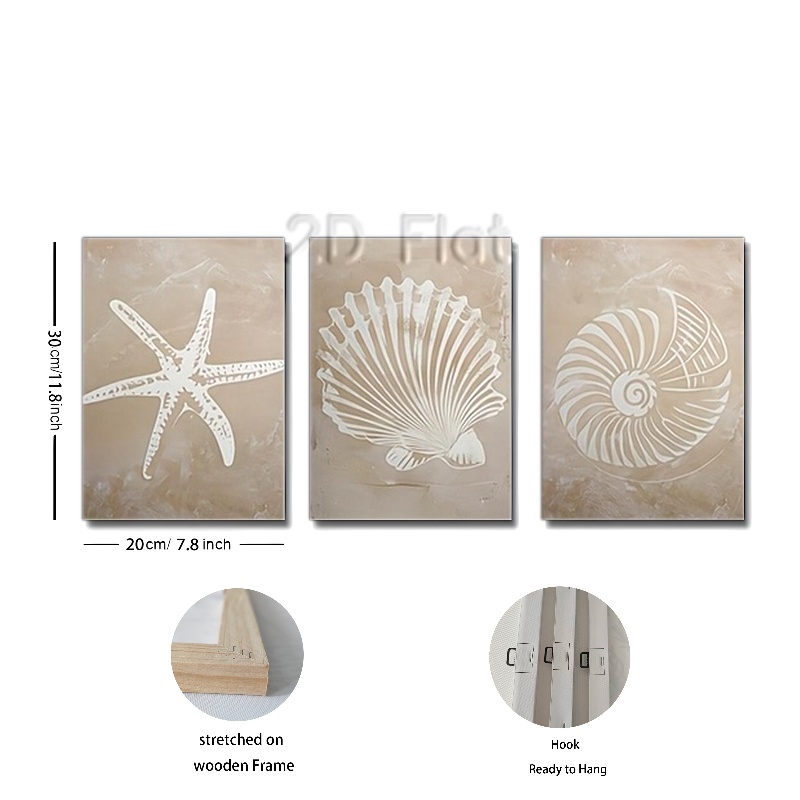 2D Flat
30cm/11.8inch
20cm/ 7.8 inch
stretched on
wooden Frame
Hook
Ready to Hang